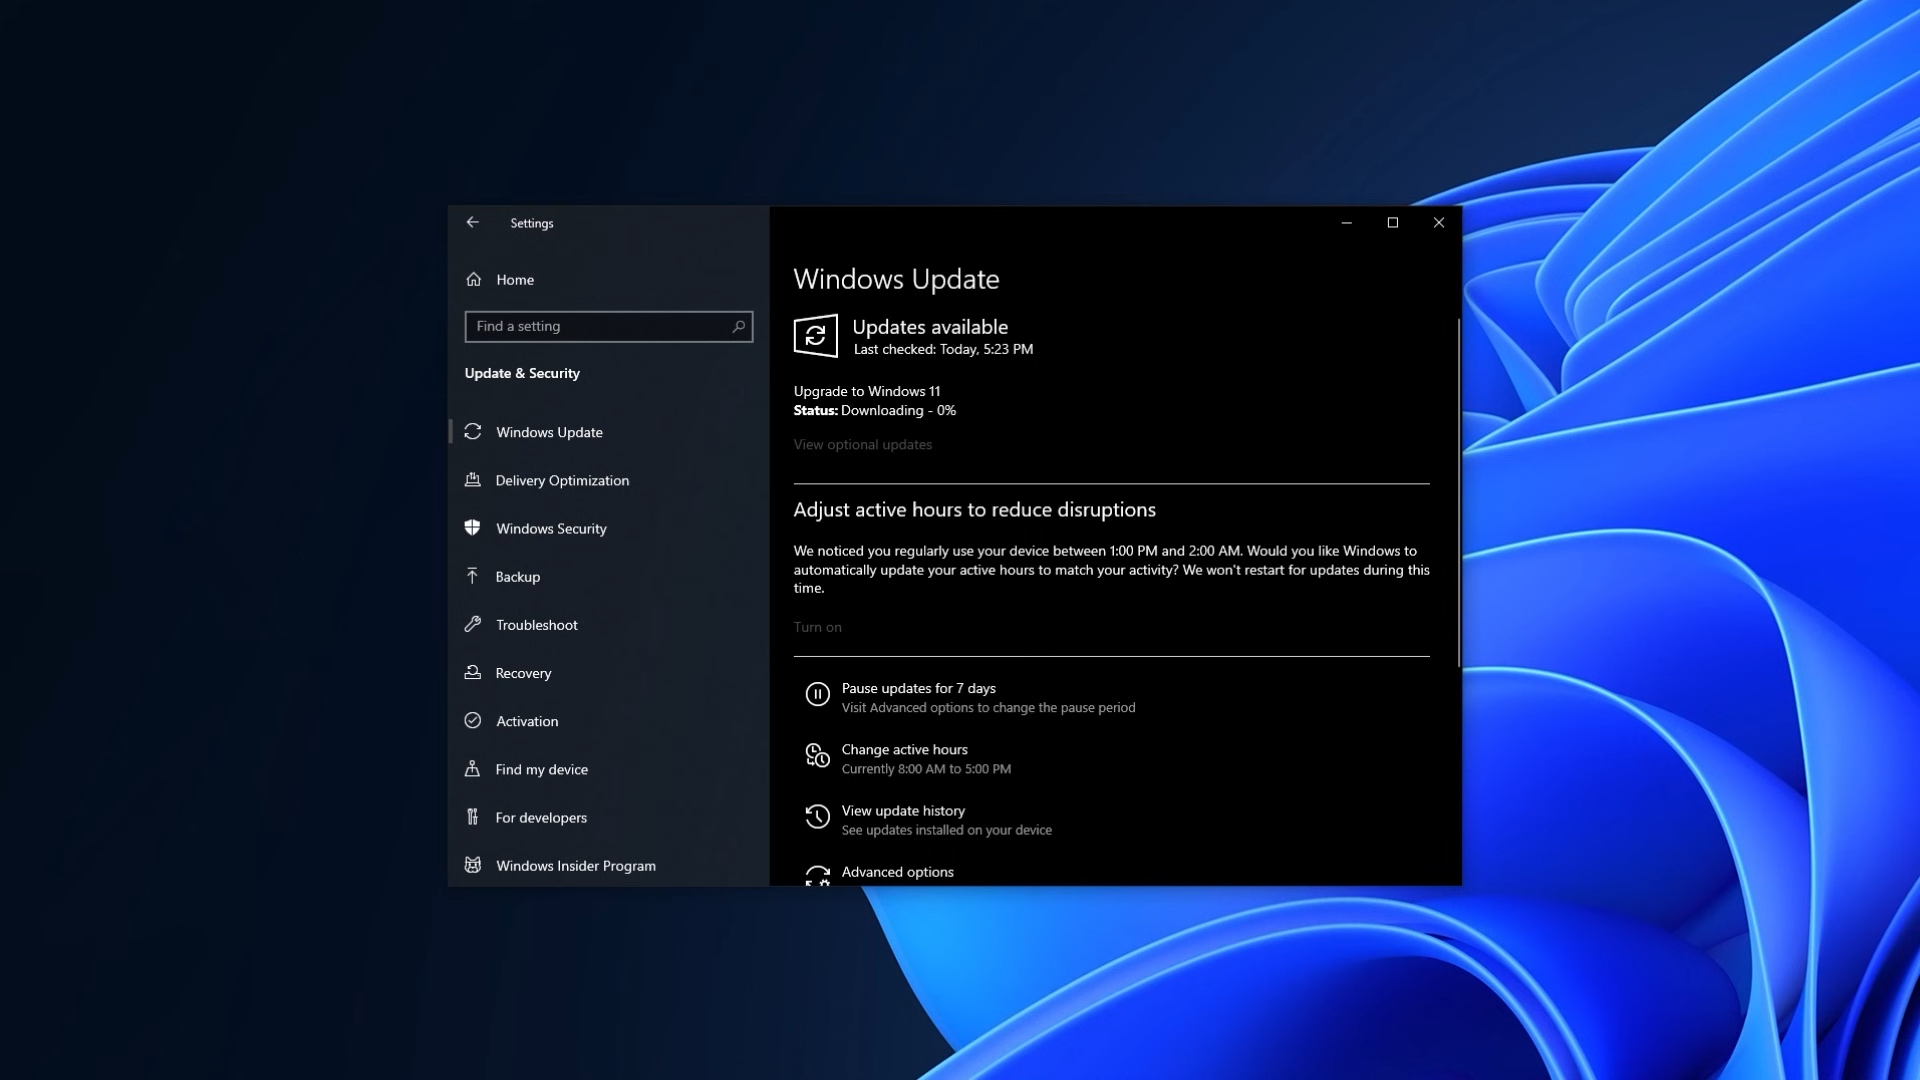 Settings
Home
Find a setting
Update & Security
Windows Update
Delivery Optimization
Windows Security
Backup
Troubleshoot
Recovery
Activation
Find my device
For developers
Windows Insider Program
Windows Update
Updates available
Last checked: Today, 5:23 PM
Upgrade to Windows 11
Status: Downloading - 0%
View optional updates
Adjust active hours to reduce disruptions
We noticed you regularly use your device between 1:00 PM and 2:00 AM. Would you like Windows to
automatically update your active hours to match your activity? We won't restart for updates during this
time.
Turn on
Pause updates for 7 days
Visit Advanced options to change the pause period
Change active hours
Currently 8:00 AM to 5:00 PM
View update history
See updates installed on your device
Advanced options